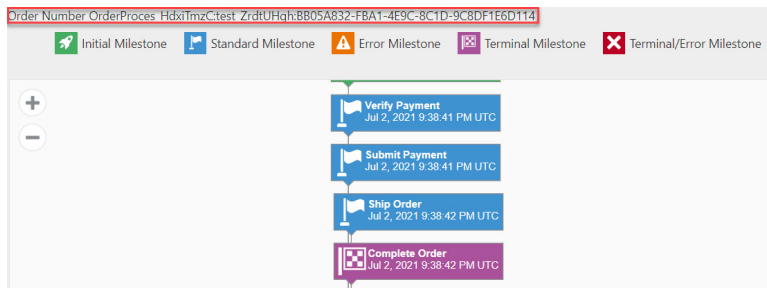 Order Number OrderProces_HdxiTmzC:test_ZrdtUHgh:BB05A832-FBA1-4E9C-8C1D-9C8DF1E6D114
Initial Milestone Standard Milestone Error Milestone Terminal Milestone Terminal/Error Milestone
Verify Payment
Jul 2, 2021 9:38:41 PM UTC
Submit Payment
Jul 2, 2021 9:38:41 PM UTC
Ship Order
Jul 2, 2021 9:38:42 PM UTC
Complete Order
Jul 2, 2021 9:38:42 PM UTC